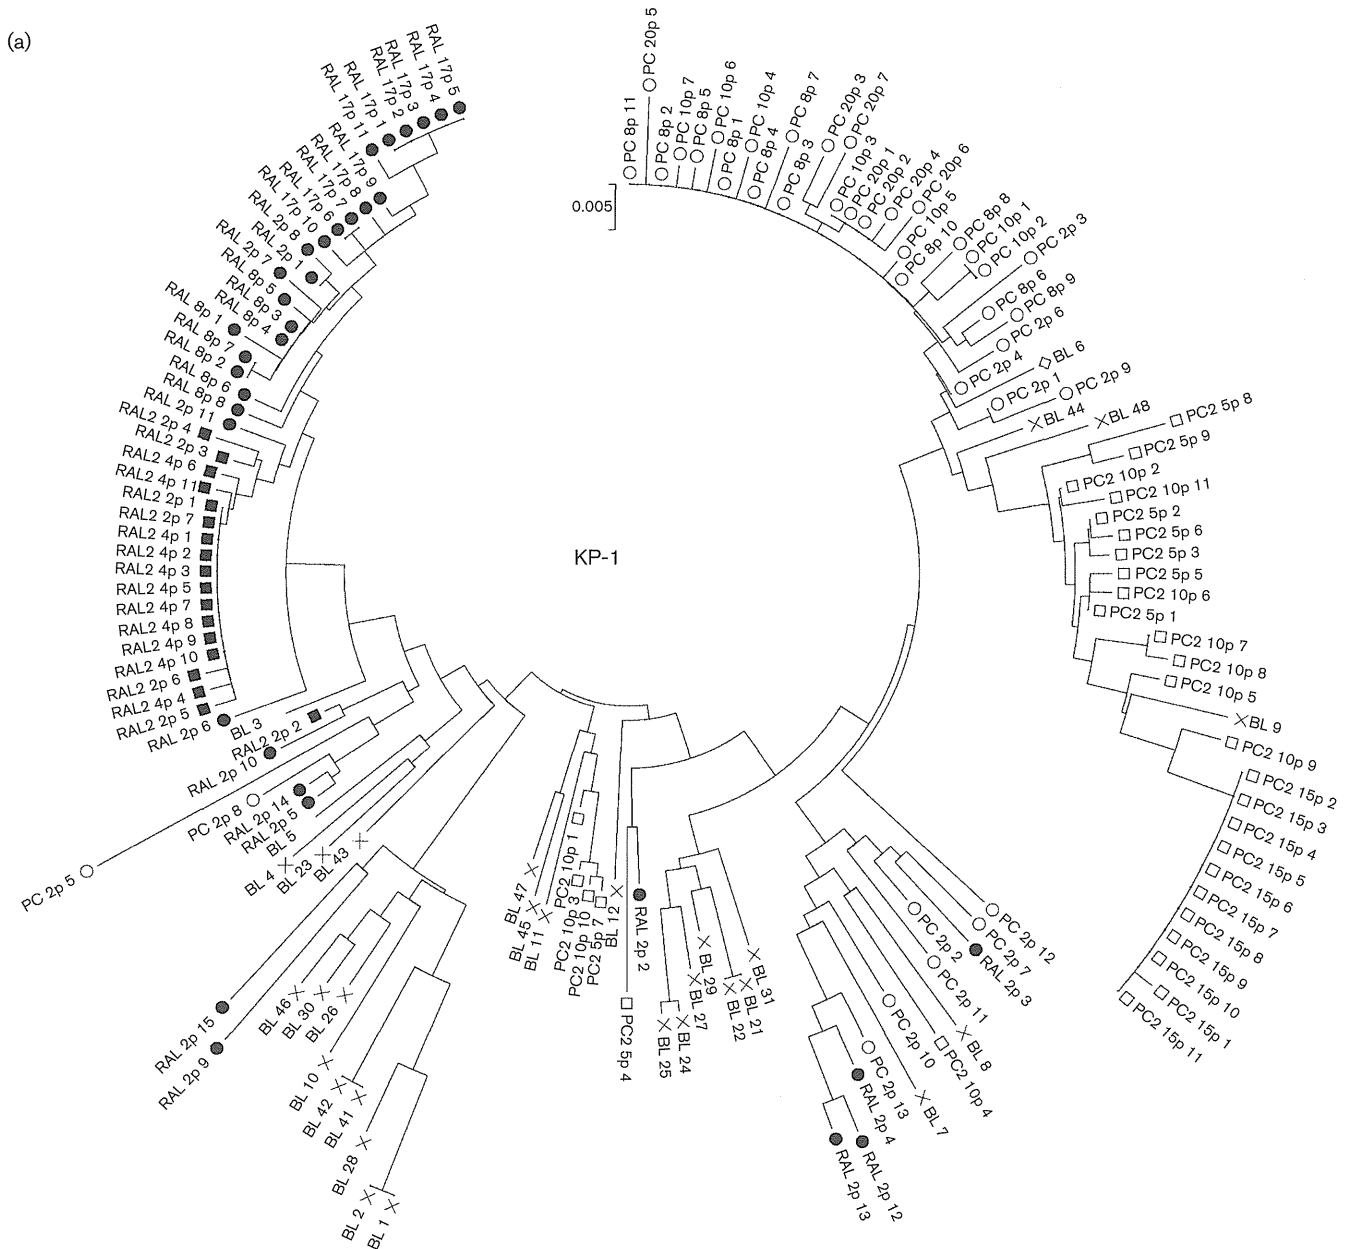 (a)
RAL 17p 5
RAL 17p 4
RAL 17p 3
RAL 17p 2
RAL 17p 1
RAL 17p 11
RAL 17p 9
RAL 17p 8
RAL 17p 7
RAL 17p 6
RAL 17p 10
RAL 2p 8
RAL 2p 1
RAL 2p 7
RAL 8p 5
RAL 8p 3
RAL 8p 4
RAL 8p 1
RAL 8p 7
RAL 8p 2
RAL 8p 6
RAL 8p 8
RAL 2p 11
RAL2 2p 4
RAL2 2p 3
RAL2 4p 6
RAL2 4p 11
RAL2 2p 1
RAL2 2p 7
RAL2 4p 1
RAL2 4p 2
RAL2 4p 3
RAL2 4p 5
RAL2 4p 7
RAL2 4p 8
RAL2 4p 9
RAL2 4p 10
RAL2 2p 6
RAL2 4p 4
RAL2 2p 5
RAL 2p 6
BL 3
RAL2 2p 2
RAL 2p 10
PC 2p 5
PC 2p 8
RAL 2p 14
RAL 2p 5
BL 5
BL 4
BL 23
BL 43
RAL 2p 15
RAL 2p 9
BL 46
BL 30
BL 26
BL 10
BL 42
BL 41
BL 28
BL 2
BL 1
BL 47
BL 45
BL 11
PC2 10p 1
PC2 10p 3
PC2 10p 10
PC2 5p 7
BL 12
PC2 5p 4
RAL 2p 2
BL 25
BL 24
BL 27
BL 29
BL 22
BL 21
BL 31
RAL 2p 13
RAL 2p 12
RAL 2p 4
PC 2p 13
BL 7
PC 2p 10
PC2 10p 4
BL 8
PC 2p 11
PC 2p 2
RAL 2p 3
PC 2p 7
PC 2p 12
PC2 15p 11
PC2 15p 1
PC2 15p 10
PC2 15p 9
PC2 15p 8
PC2 15p 7
PC2 15p 6
PC2 15p 5
PC2 15p 4
PC2 15p 3
PC2 15p 2
PC2 10p 9
BL 9
PC2 10p 5
PC2 10p 8
PC2 10p 7
PC2 5p 1
PC2 10p 6
PC2 5p 5
PC2 5p 3
PC2 5p 6
PC2 5p 2
PC2 10p 11
PC2 10p 2
PC2 5p 9
PC2 5p 8
BL 48
BL 44
PC 2p 9
PC 2p 1
BL 6
PC 2p 4
PC 2p 6
PC 8p 9
PC 8p 6
PC 2p 3
PC 10p 2
PC 10p 1
PC 8p 8
PC 8p 10
PC 10p 5
PC 20p 6
PC 20p 4
PC 20p 2
PC 20p 1
PC 10p 3
PC 20p 7
PC 20p 3
PC 8p 3
PC 8p 7
PC 8p 4
PC 10p 4
PC 8p 1
PC 10p 6
PC 8p 5
PC 10p 7
PC 8p 2
PC 20p 5
PC 8p 11
0.005
KP-1